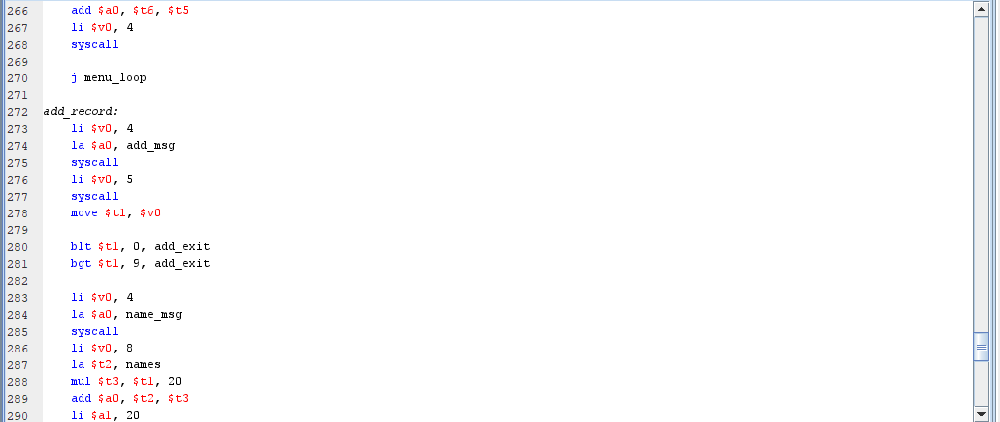 266 add $a0, $t6, $t5
267 li $v0, 4
268 syscall
269
270 j menu_loop
271
272 add_record:
273 li $v0, 4
274 la $a0, add_msg
275 syscall
276 li $v0, 5
277 syscall
278 move $t1, $v0
279
280 blt $t1, 0, add_exit
281 bgt $t1, 9, add_exit
282
283 li $v0, 4
284 la $a0, name_msg
285 syscall
286 li $v0, 8
287 la $t2, names
288 mul $t3, $t1, 20
289 add $a0, $t2, $t3
290 li $a1, 20